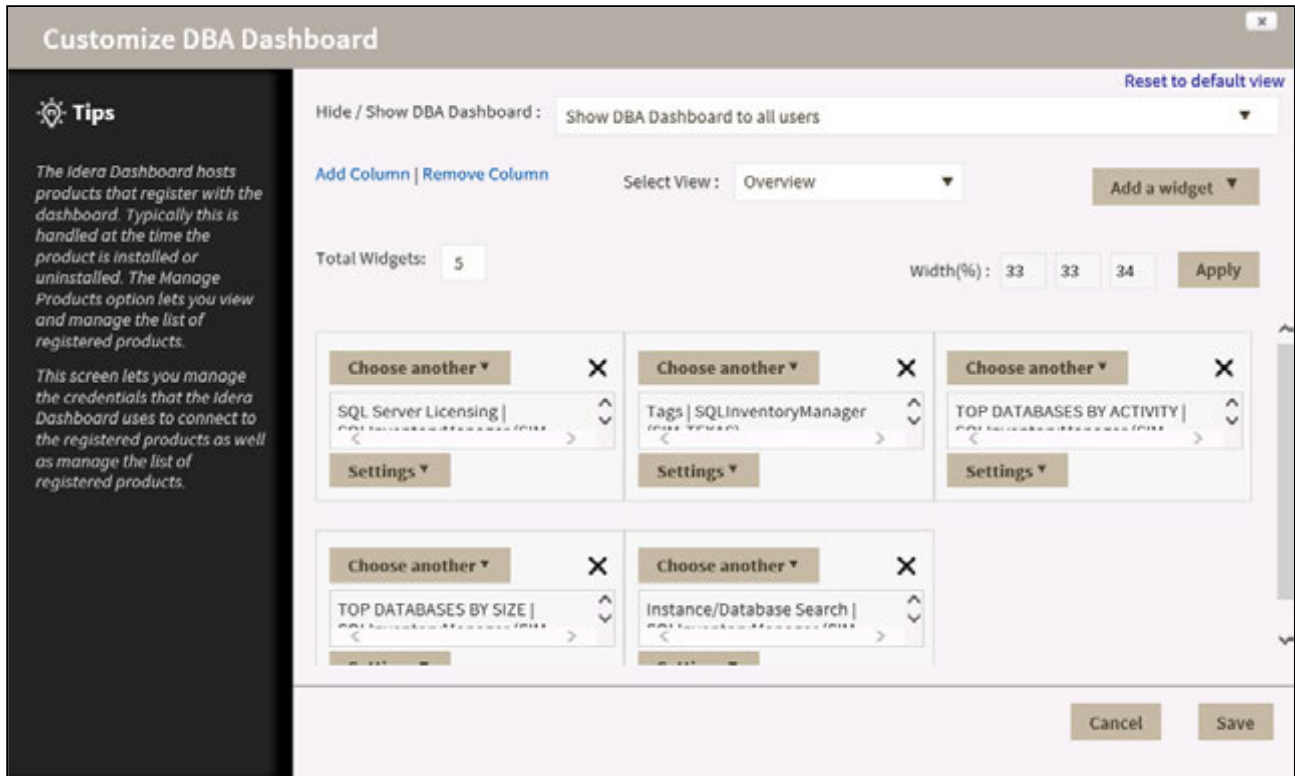 Customize DBA Dashboard
x
Tips
The Idera Dashboard hosts
products that register with the
dashboard. Typically this is
handled at the time the
product is installed or
uninstalled. The Manage
Products option lets you view
and manage the list of
registered products.
This screen lets you manage
the credentials that the Idera
Dashboard uses to connect to
the registered products as well
as manage the list of
registered products.
Reset to default view
Hide / Show DBA Dashboard : Show DBA Dashboard to all users
Add Column | Remove Column Select View : Overview Add a widget
Total Widgets: 5 Width(%) : 33 33 34 Apply
Choose another Choose another Choose another
SQL Server Licensing | Tags | SQLInventoryManager TOP DATABASES BY ACTIVITY |
Settings Settings Settings
Choose another Choose another
TOP DATABASES BY SIZE | Instance/Database Search |
Cancel Save